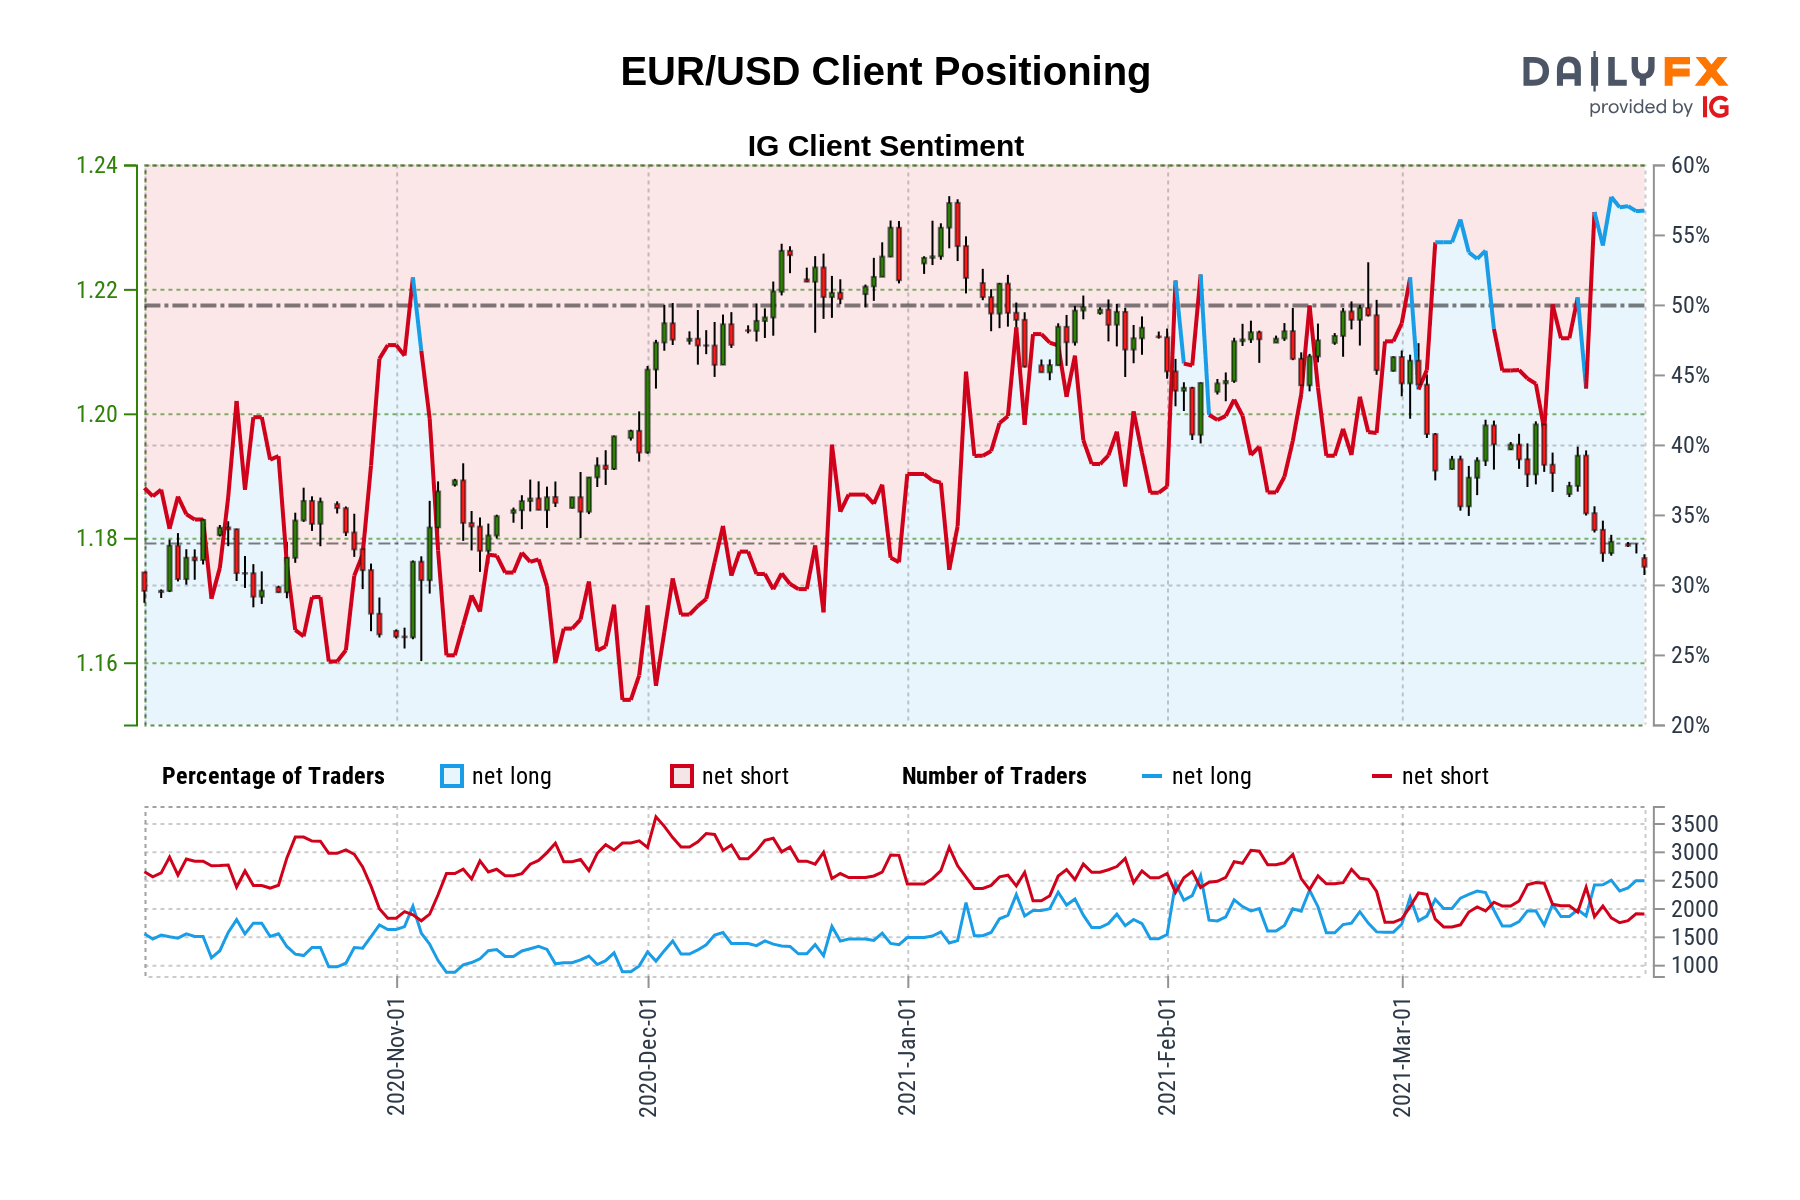 EUR/USD Client Positioning
DAILYFX
provided by IG
IG Client Sentiment
1.24
1.22
1.20
1.18
1.16
60%
55%
50%
45%
40%
35%
30%
25%
20%
Percentage of Traders net long net short Number of Traders net long net short
3500
3000
2500
2000
1500
1000
2020-Nov-01
2020-Dec-01
2021-Jan-01
2021-Feb-01
2021-Mar-01